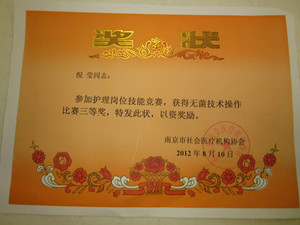 奖 状
倪莹同志：
参加护理岗位技能竞赛，获得无菌技术操作
比赛三等奖，特发此状，以资奖励。
南京市社会医疗机构协会
2012年8月10日